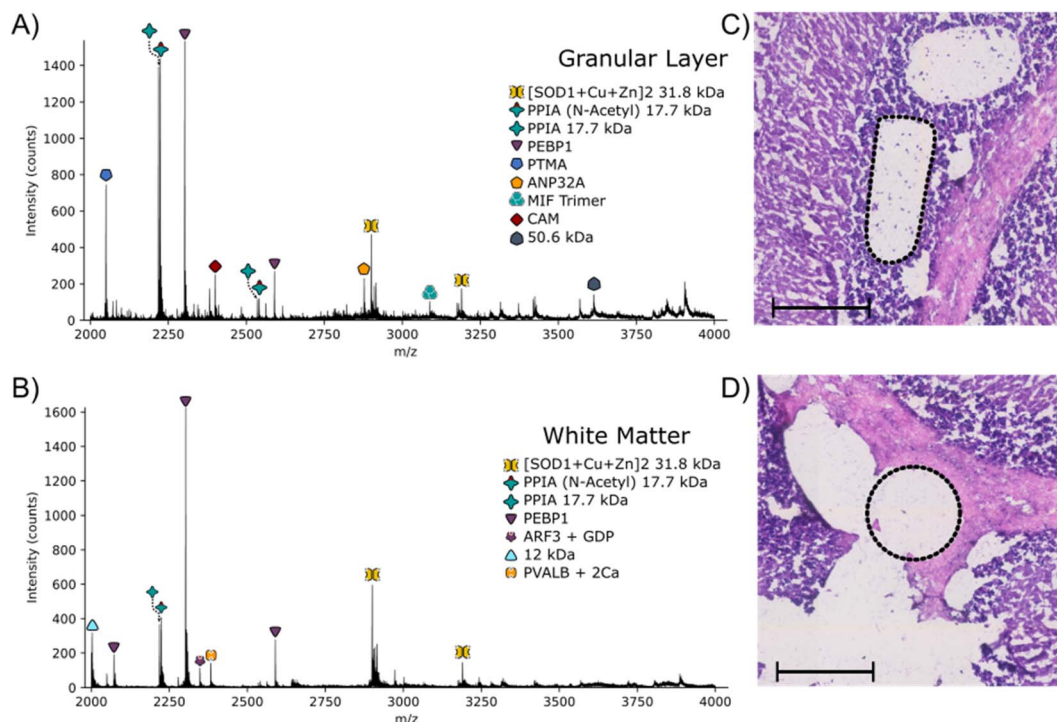 A)
Granular Layer
[SOD1+Cu+Zn]2 31.8 kDa
PPIA (N-Acetyl) 17.7 kDa
PPIA 17.7 kDa
PEBP1
PTMA
ANP32A
MIF Trimer
CAM
50.6 kDa
Intensity (counts)
1400
1200
1000
800
600
400
200
0
2000 2250 2500 2750 3000 3250 3500 3750 4000
m/z
C)
B)
White Matter
[SOD1+Cu+Zn]2 31.8 kDa
PPIA (N-Acetyl) 17.7 kDa
PPIA 17.7 kDa
PEBP1
ARF3 + GDP
12 kDa
PVALB + 2Ca
Intensity (counts)
1600
1400
1200
1000
800
600
400
200
0
2000 2250 2500 2750 3000 3250 3500 3750 4000
m/z
D)